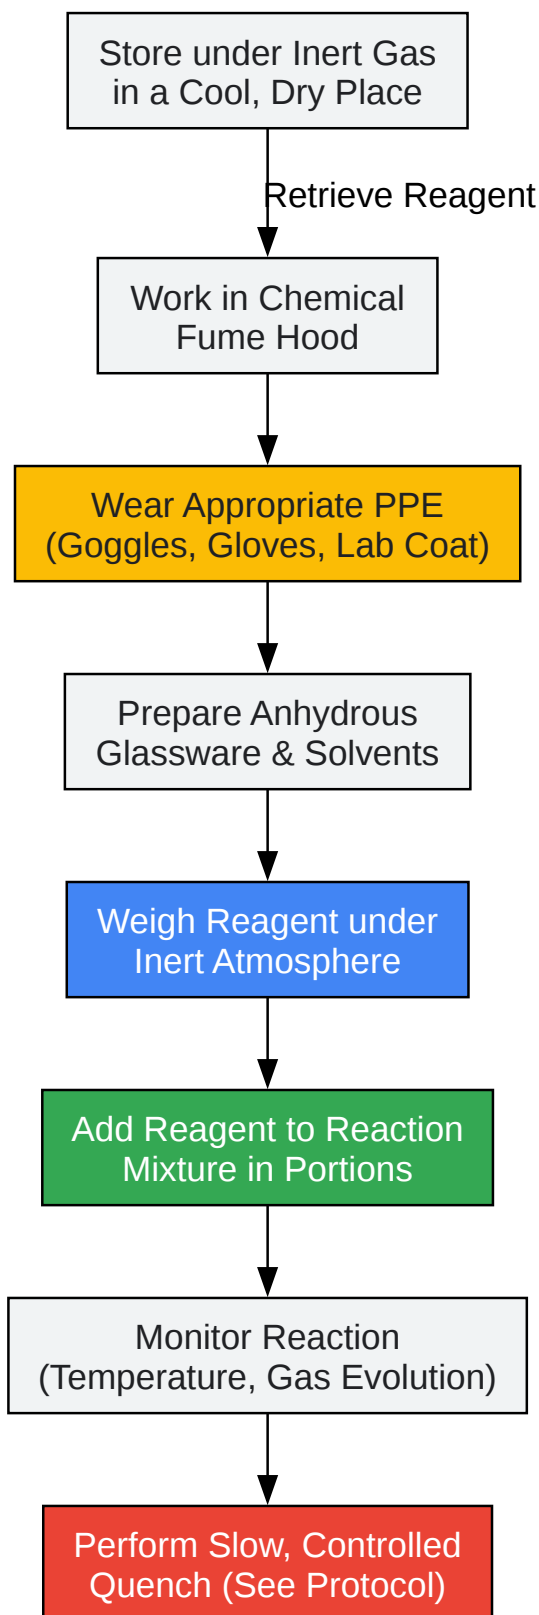 Store under Inert Gas
in a Cool, Dry Place
Retrieve Reagent
Work in Chemical
Fume Hood
Wear Appropriate PPE
(Goggles, Gloves, Lab Coat)
Prepare Anhydrous
Glassware & Solvents
Weigh Reagent under
Inert Atmosphere
Add Reagent to Reaction
Mixture in Portions
Monitor Reaction
(Temperature, Gas Evolution)
Perform Slow, Controlled
Quench (See Protocol)